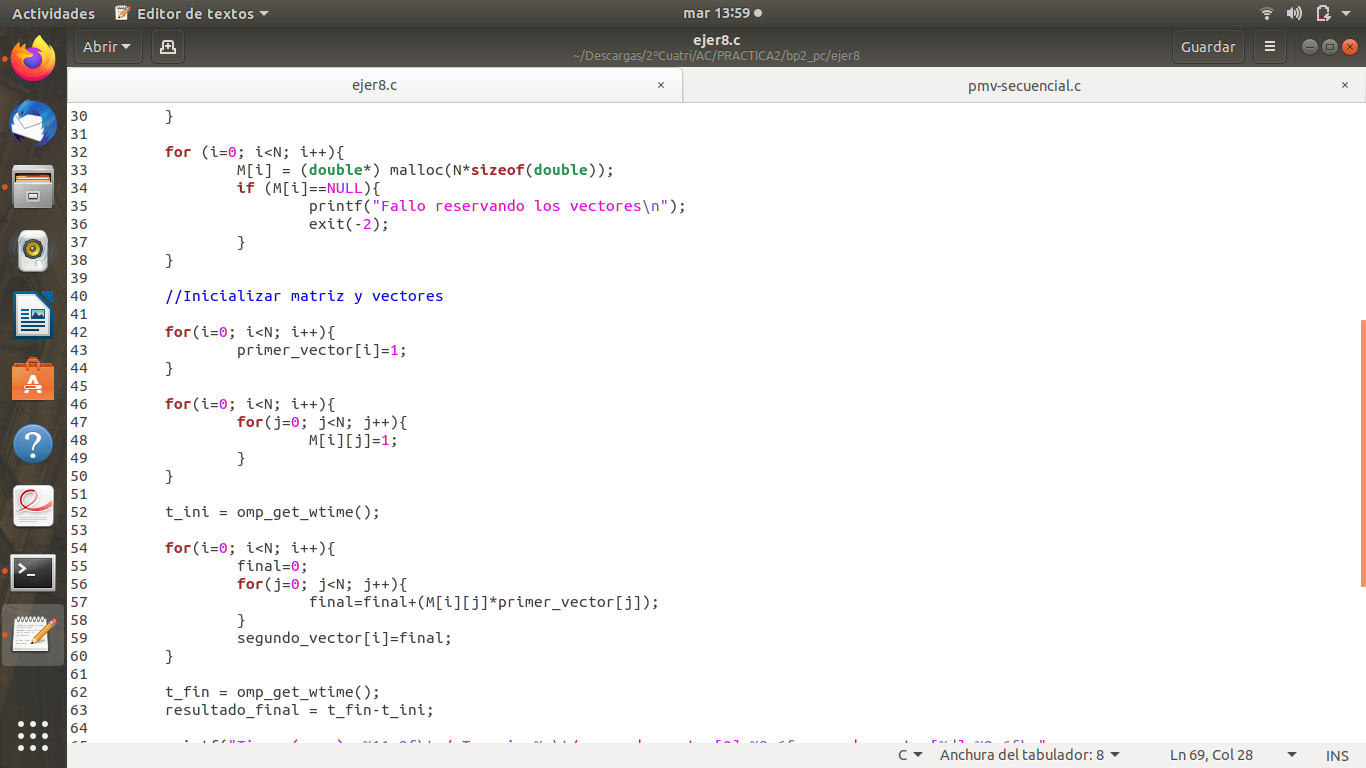 Actividades Editor de textos mar 13:59
Abrir ejer8.c Guardar
~/Descargas/2ºCuatri/AC/PRACTICA2/bp2_pc/ejer8
ejer8.c × pmv-secuencial.c ×
30 }
31
32 for (i=0; i<N; i++){
33 M[i] = (double*) malloc(N*sizeof(double));
34 if (M[i]==NULL){
35 printf("Fallo reservando los vectores\n");
36 exit(-2);
37 }
38 }
39
40 //Inicializar matriz y vectores
41
42 for(i=0; i<N; i++){
43 primer_vector[i]=1;
44 }
45
46 for(i=0; i<N; i++){
47 for(j=0; j<N; j++){
48 M[i][j]=1;
49 }
50 }
51
52 t_ini = omp_get_wtime();
53
54 for(i=0; i<N; i++){
55 final=0;
56 for(j=0; j<N; j++){
57 final=final+(M[i][j]*primer_vector[j]);
58 }
59 segundo_vector[i]=final;
60 }
61
62 t_fin = omp_get_wtime();
63 resultado_final = t_fin-t_ini;
64
C Anchura del tabulador: 8 Ln 69, Col 28 INS